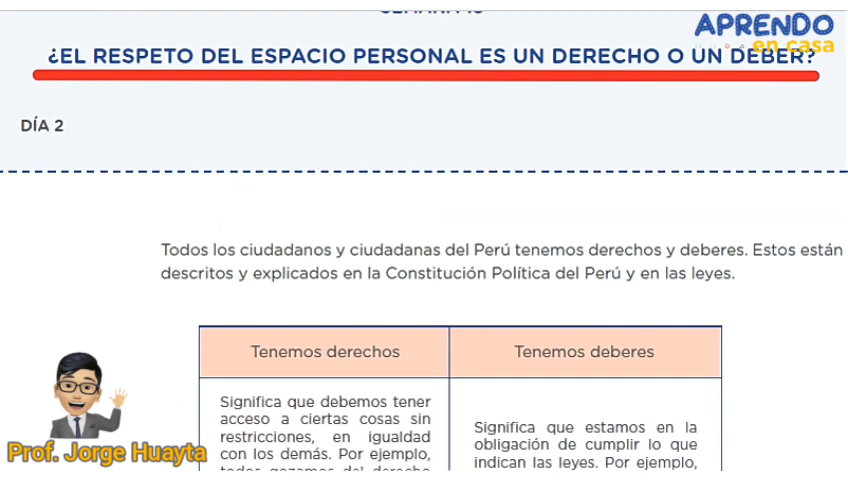 APRENDO
en casa
¿EL RESPETO DEL ESPACIO PERSONAL ES UN DERECHO O UN DEBER?
DÍA 2
Todos los ciudadanos y ciudadanas del Perú tenemos derechos y deberes. Estos están
descritos y explicados en la Constitución Política del Perú y en las leyes.
Tenemos derechos
Significa que debemos tener
acceso a ciertas cosas sin
restricciones, en igualdad
con los demás. Por ejemplo,
Tenemos deberes
Significa que estamos en la
obligación de cumplir lo que
indican las leyes. Por ejemplo,
Prof. Jorge Huayta